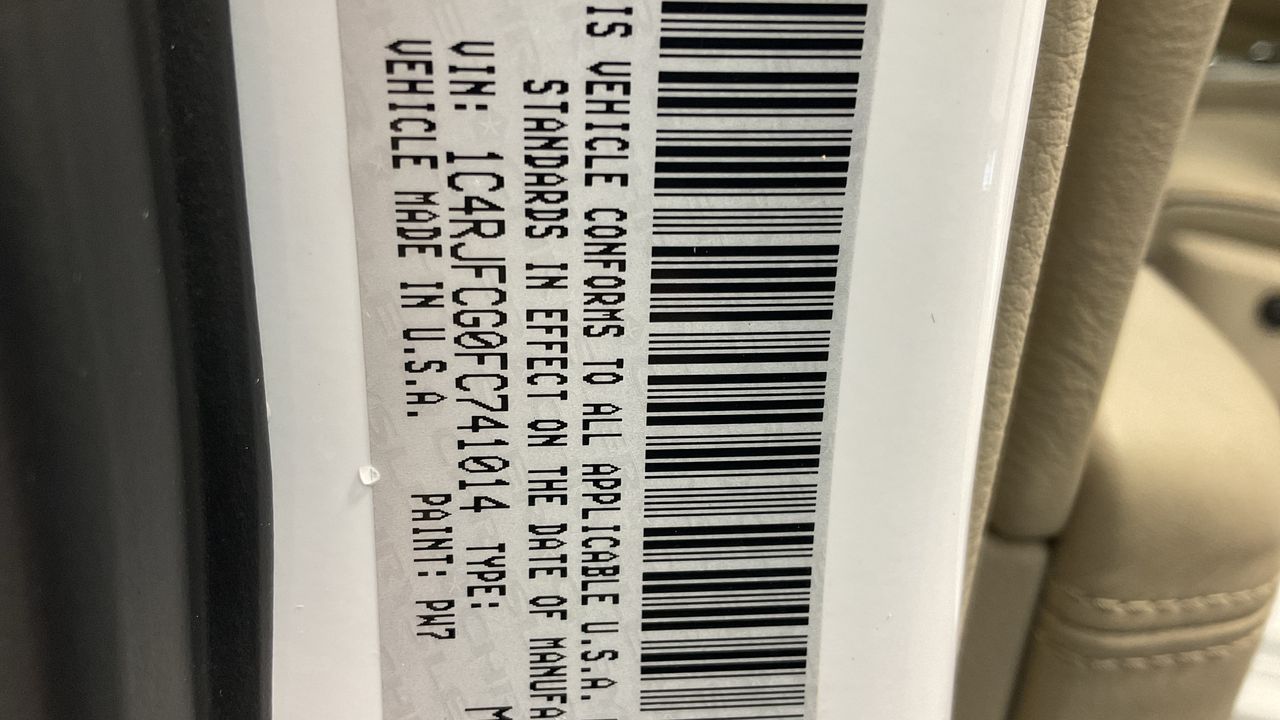 IS VEHICLE CONFORMS TO ALL APPLICABLE U.S.A.
STANDARDS IN EFFECT ON THE DATE OF MANUFA
VIN: 1C4RJFCG0FC741014 TYPE: M
VEHICLE MADE IN U.S.A. PAINT: PW7